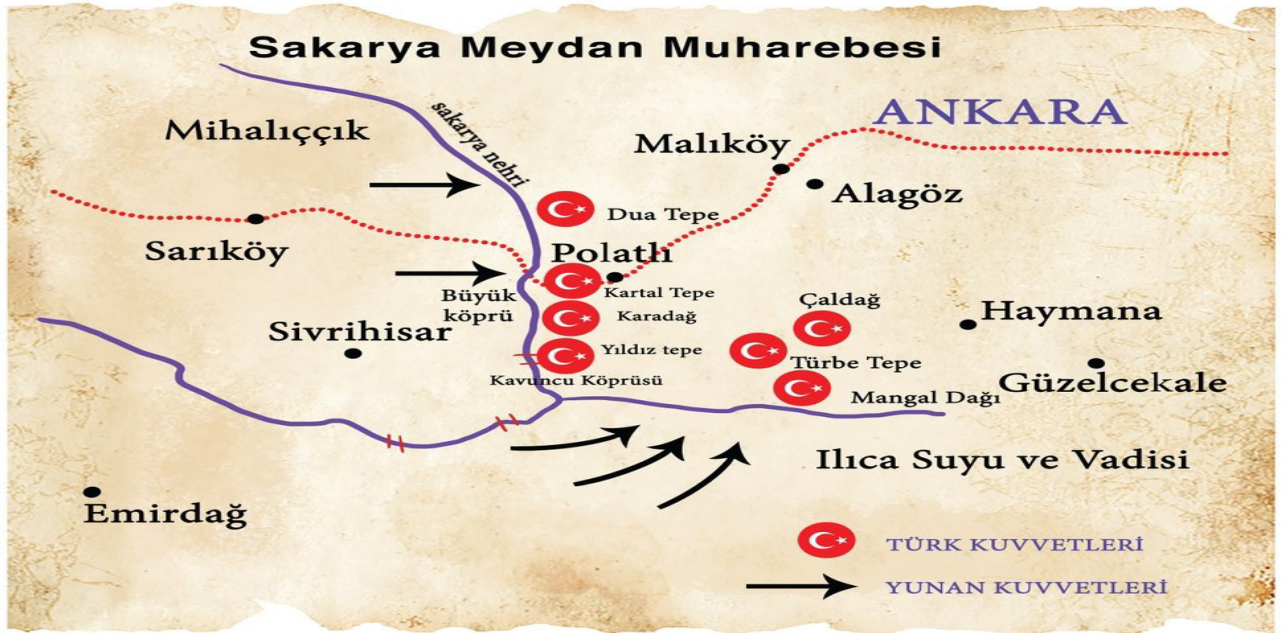 Sakarya Meydan Muharebesi
ANKARA
Mihalıççık
sakarya nehri
Malıköy
Alagöz
Dua Tepe
Sarıköy
Polatlı
Büyük
köprü
Kartal Tepe
Karadağ
Çaldağ
Haymana
Sivrihisar
Yıldız tepe
Türbe Tepe
Kavuncu Köprüsü
Güzelcekale
Mangal Dağı
Ilıca Suyu ve Vadisi
Emirdağ
TÜRK KUVVETLERİ
YUNAN KUVVETLERİ